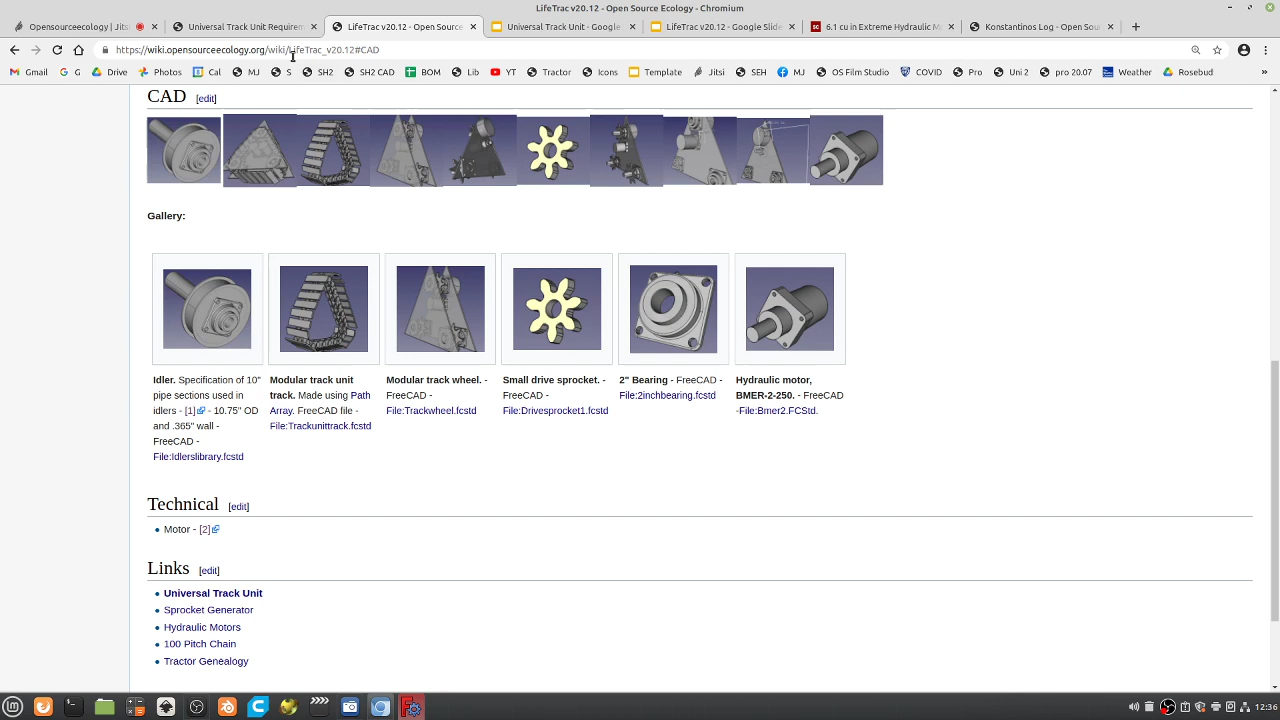 LifeTrac v20.12 - Open Source Ecology - Chromium
Opensourceecology | Jitsi
Universal Track Unit Requirem
LifeTrac v20.12 - Open Source
Universal Track Unit - Google
LifeTrac v20.12 - Google Slide
6.1 cu in Extreme Hydraulic M
Konstantinos Log - Open Sou
https://wiki.opensourceecology.org/wiki/LifeTrac_v20.12#CAD
Gmail G Drive Photos Cal MJ S SH2 SH2 CAD BOM Lib YT Tractor Icons Template Jitsi SEH MJ OS Film Studio COVID Pro Uni 2 pro 20.07 Weather Rosebud »
CAD [edit]
Gallery:
Idler. Specification of 10"
pipe sections used in
idlers - [1] - 10.75" OD
and .365" wall -
FreeCAD -
File:Idlerslibrary.fcstd
Modular track unit
track. Made using Path
Array. FreeCAD file -
File:Trackunittrack.fcstd
Modular track wheel. -
FreeCAD -
File:Trackwheel.fcstd
Small drive sprocket. -
FreeCAD -
File:Drivesprocket1.fcstd
2" Bearing - FreeCAD -
File:2inchbearing.fcstd
Hydraulic motor,
BMER-2-250. - FreeCAD
-File:Bmer2.FCStd.
Technical [edit]
Motor - [2]
Links [edit]
Universal Track Unit
Sprocket Generator
Hydraulic Motors
100 Pitch Chain
Tractor Genealogy
12:36